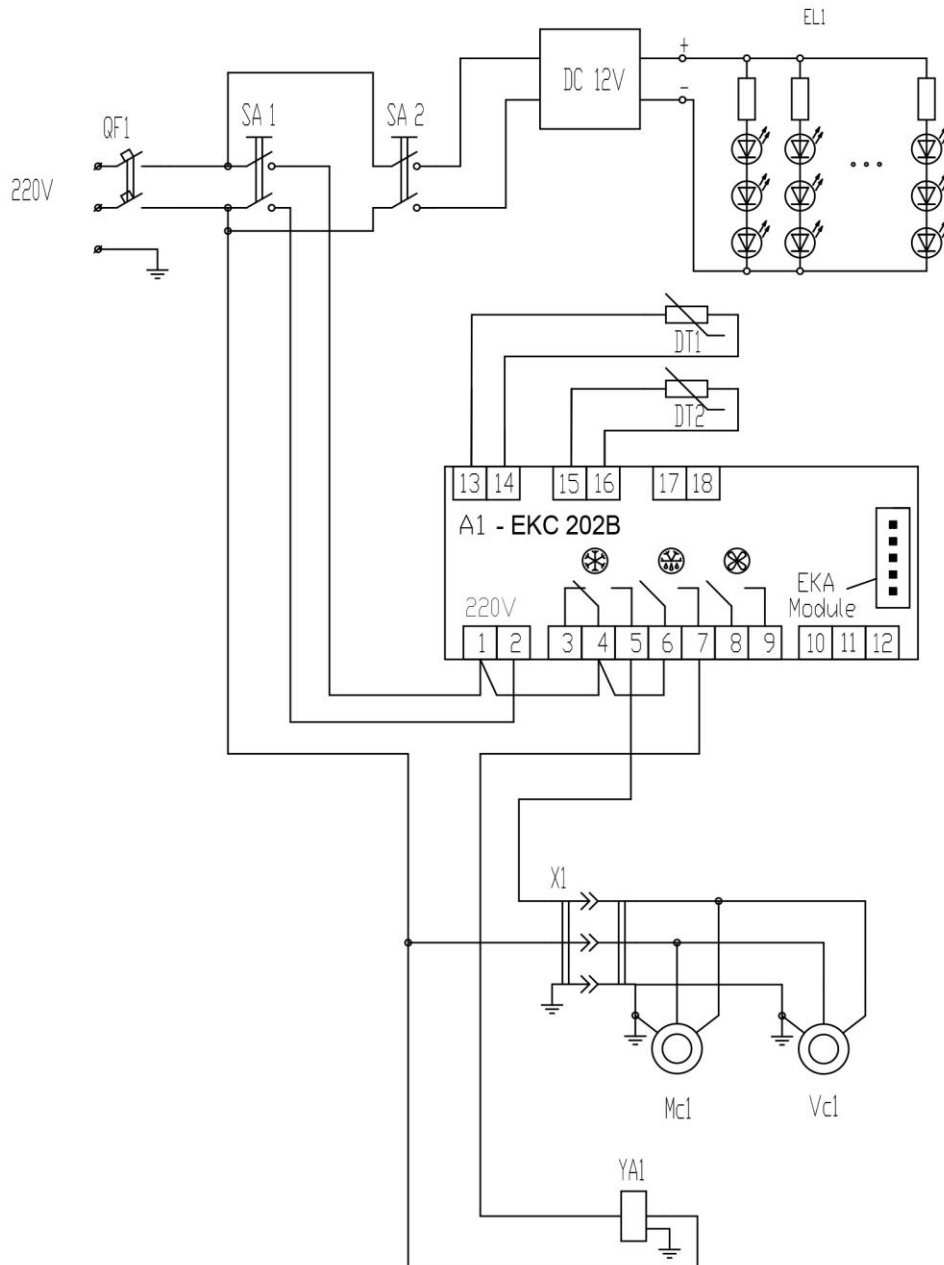 EL1
+
DC 12V
-
QF1
SA 1
SA 2
220V
DT1
DT2
13 14 15 16 17 18
A1 - EKC 202B
EKA
Module
220V
1 2 3 4 5 6 7 8 9 10 11 12
X1
Mc1
Vc1
YA1